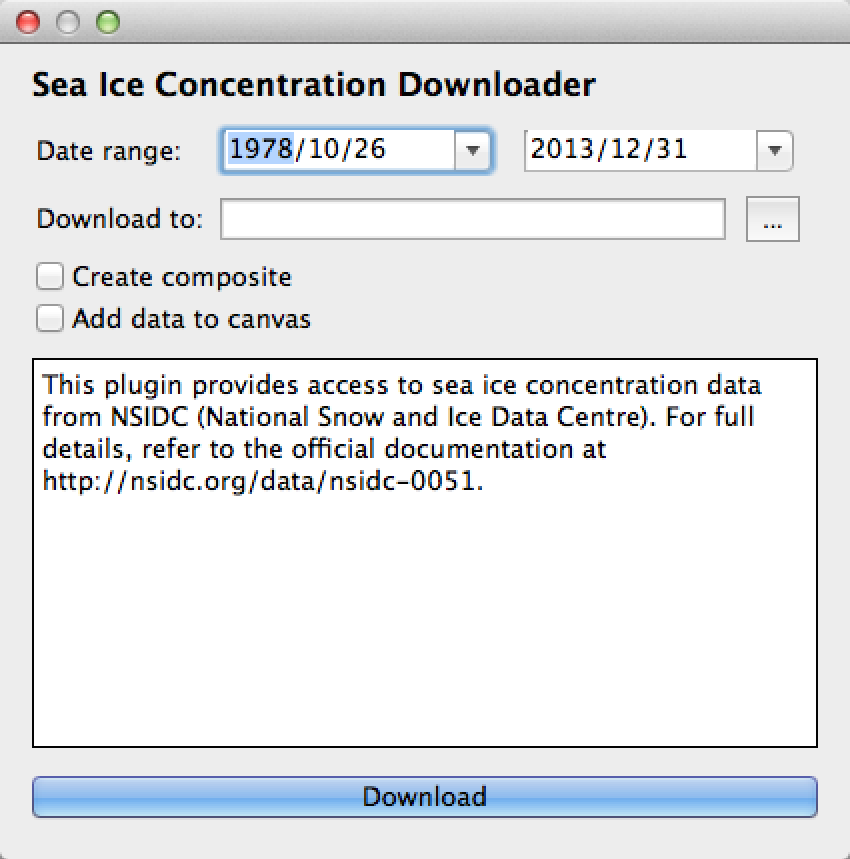 Sea Ice Concentration Downloader
Date range: 1978/10/26 2013/12/31
Download to: ...
Create composite
Add data to canvas
This plugin provides access to sea ice concentration data
from NSIDC (National Snow and Ice Data Centre). For full
details, refer to the official documentation at
http://nsidc.org/data/nsidc-0051.
Download